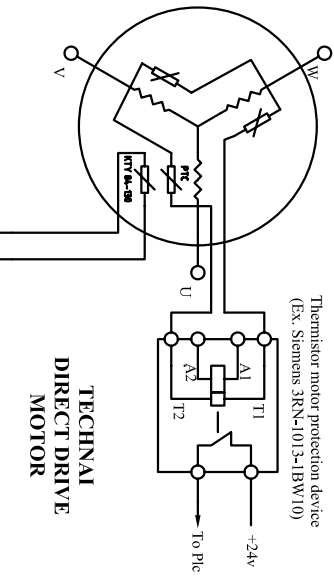 Thermistor motor protection device
(Ex. Siemens 3RN-1013-1BW10)
W
V
U
PTC
KTY 84-130
T1
A1
A2
T2
+24v
To Plc
TECHNAI
DIRECT DRIVE
MOTOR